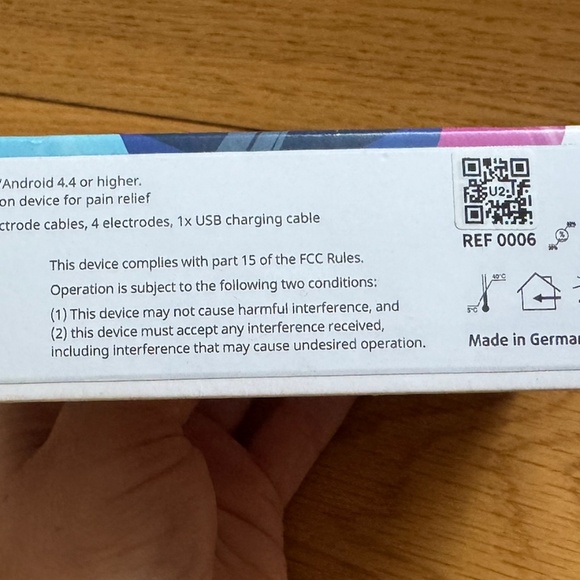 /Android 4.4 or higher.
on device for pain relief
ctrode cables, 4 electrodes, 1x USB charging cable
U2
REF 0006
This device complies with part 15 of the FCC Rules.
Operation is subject to the following two conditions:
(1) This device may not cause harmful interference, and
(2) this device must accept any interference received,
including interference that may cause undesired operation.
40°C
5°C
Made in Germa